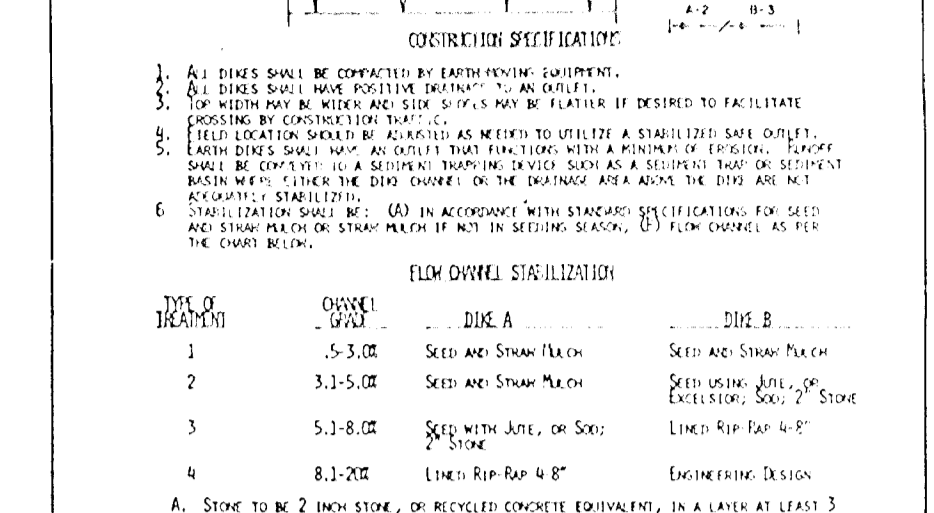 A-2 B-3
CONSTRUCTION SPECIFICATIONS
1. ALL DIKES SHALL BE COMPACTED BY EARTH-MOVING EQUIPMENT.
2. ALL DIKES SHALL HAVE POSITIVE DRAINAGE TO AN OUTLET.
3. TOP WIDTH MAY BE WIDER AND SIDE SLOPES MAY BE FLATTER IF DESIRED TO FACILITATE
CROSSING BY CONSTRUCTION TRAFFIC.
4. FIELD LOCATION SHOULD BE ADJUSTED AS NEEDED TO UTILIZE A STABILIZED SAFE OUTLET.
5. EARTH DIKES SHALL HAVE AN OUTLET THAT FUNCTIONS WITH A MINIMUM OF EROSION. RUNOFF
SHALL BE CONVEYED TO A SEDIMENT TRAPPING DEVICE SUCH AS A SEDIMENT TRAP OR SEDIMENT
BASIN WHERE EITHER THE DIKE CHANNEL OR THE DRAINAGE AREA ABOVE THE DIKE ARE NOT
ADEQUATELY STABILIZED.
6 STABILIZATION SHALL BE: (A) IN ACCORDANCE WITH STANDARD SPECIFICATIONS FOR SEED
AND STRAW MULCH OR STRAW MULCH IF NOT IN SEEDING SEASON, (B) FLOW CHANNEL AS PER
THE CHART BELOW.
FLOW CHANNEL STABILIZATION
TYPE OF TREATMENT CHANNEL GRADE DIKE A DIKE B
1 .5-3.0% SEED AND STRAW MULCH SEED AND STRAW MULCH
2 3.1-5.0% SEED AND STRAW MULCH SEED USING JUTE, OR
EXCELSIOR; SOD; 2" STONE
3 5.1-8.0% SEED WITH JUTE, OR SOD; LINED RIP-RAP 4-8"
2" STONE
4 8.1-20% LINED RIP-RAP 4-8" ENGINEERING DESIGN
A. STONE TO BE 2 INCH STONE, OR RECYCLED CONCRETE EQUIVALENT, IN A LAYER AT LEAST 3